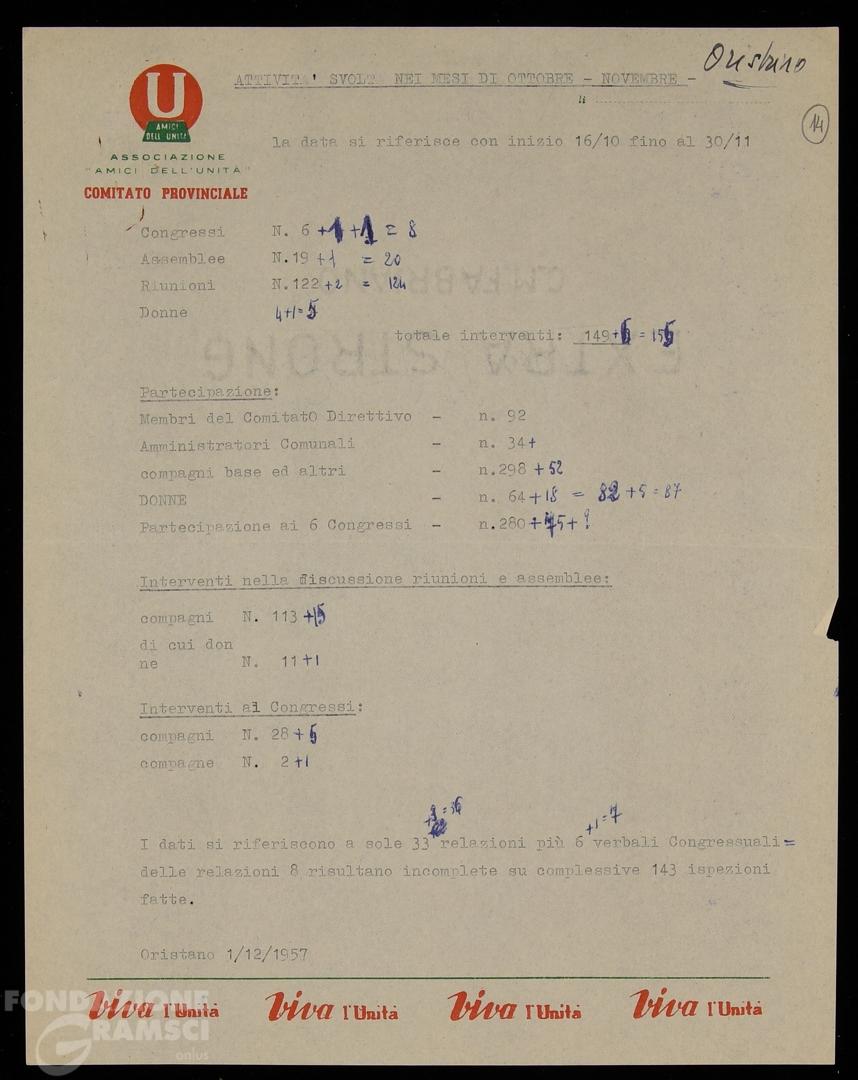 Oristano
ATTIVITA' SVOLTA NEI MESI DI OTTOBRE - NOVEMBRE -
li
14
U
AMICI
DELL UNITÀ
ASSOCIAZIONE
"AMICI DELL'UNITÀ"
COMITATO PROVINCIALE
la data si riferisce con inizio 16/10 fino al 30/11
Congressi N. 6 +1 +1 = 8
Assemblee N.19 +1 = 20
Riunioni N.122 +2 = 124
Donne 4+1=5
totale interventi: 149+6 = 155
Partecipazione:
Membri del ComitatO Direttivo - n. 92
Amministratori Comunali - n. 34+
compagni base ed altri - n.298 +52
DONNE - n. 64+18 = 82 +5=87
Partecipazione ai 6 Congressi - n.280+ +?
Interventi nella discussione riunioni e assemblee:
compagni N. 113 +15
di cui don
ne N. 11+1
Interventi ai Congressi:
compagni N. 28+5
compagne N. 2+1
+3=36
+1=7
I dati si riferiscono a sole 33 relazioni più 6 verbali Congressuali=
delle relazioni 8 risultano incomplete su complessive 143 ispezioni
fatte.
Oristano 1/12/1957
viva l'Unità viva l'Unità viva l'Unità viva l'Unità
FONDAZIONE
GRAMSCI
onlus